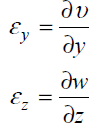 ε_y = ∂υ/∂y
ε_z = ∂w/∂z